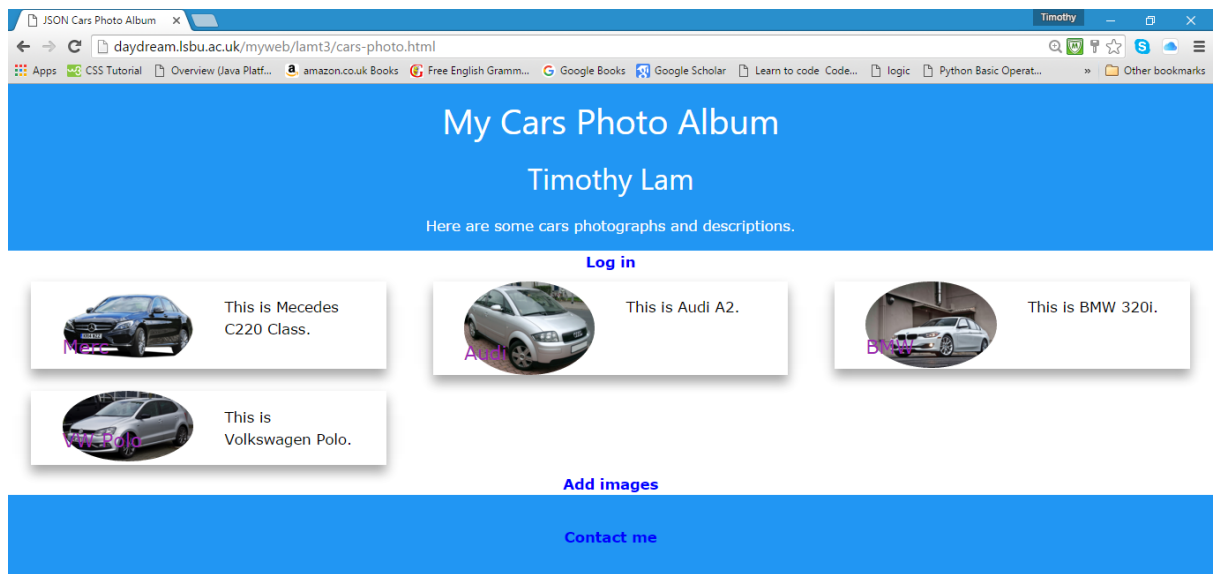 JSON Cars Photo Album
Timothy
daydream.lsbu.ac.uk/myweb/lamt3/cars-photo.html
Apps CSS Tutorial Overview (Java Platf... amazon.co.uk Books Free English Gramm... Google Books Google Scholar Learn to code Code... logic Python Basic Operat... » Other bookmarks
My Cars Photo Album
Timothy Lam
Here are some cars photographs and descriptions.
Log in
Merc
This is Mecedes
C220 Class.
Audi
This is Audi A2.
BMW
This is BMW 320i.
VW Polo
This is
Volkswagen Polo.
Add images
Contact me